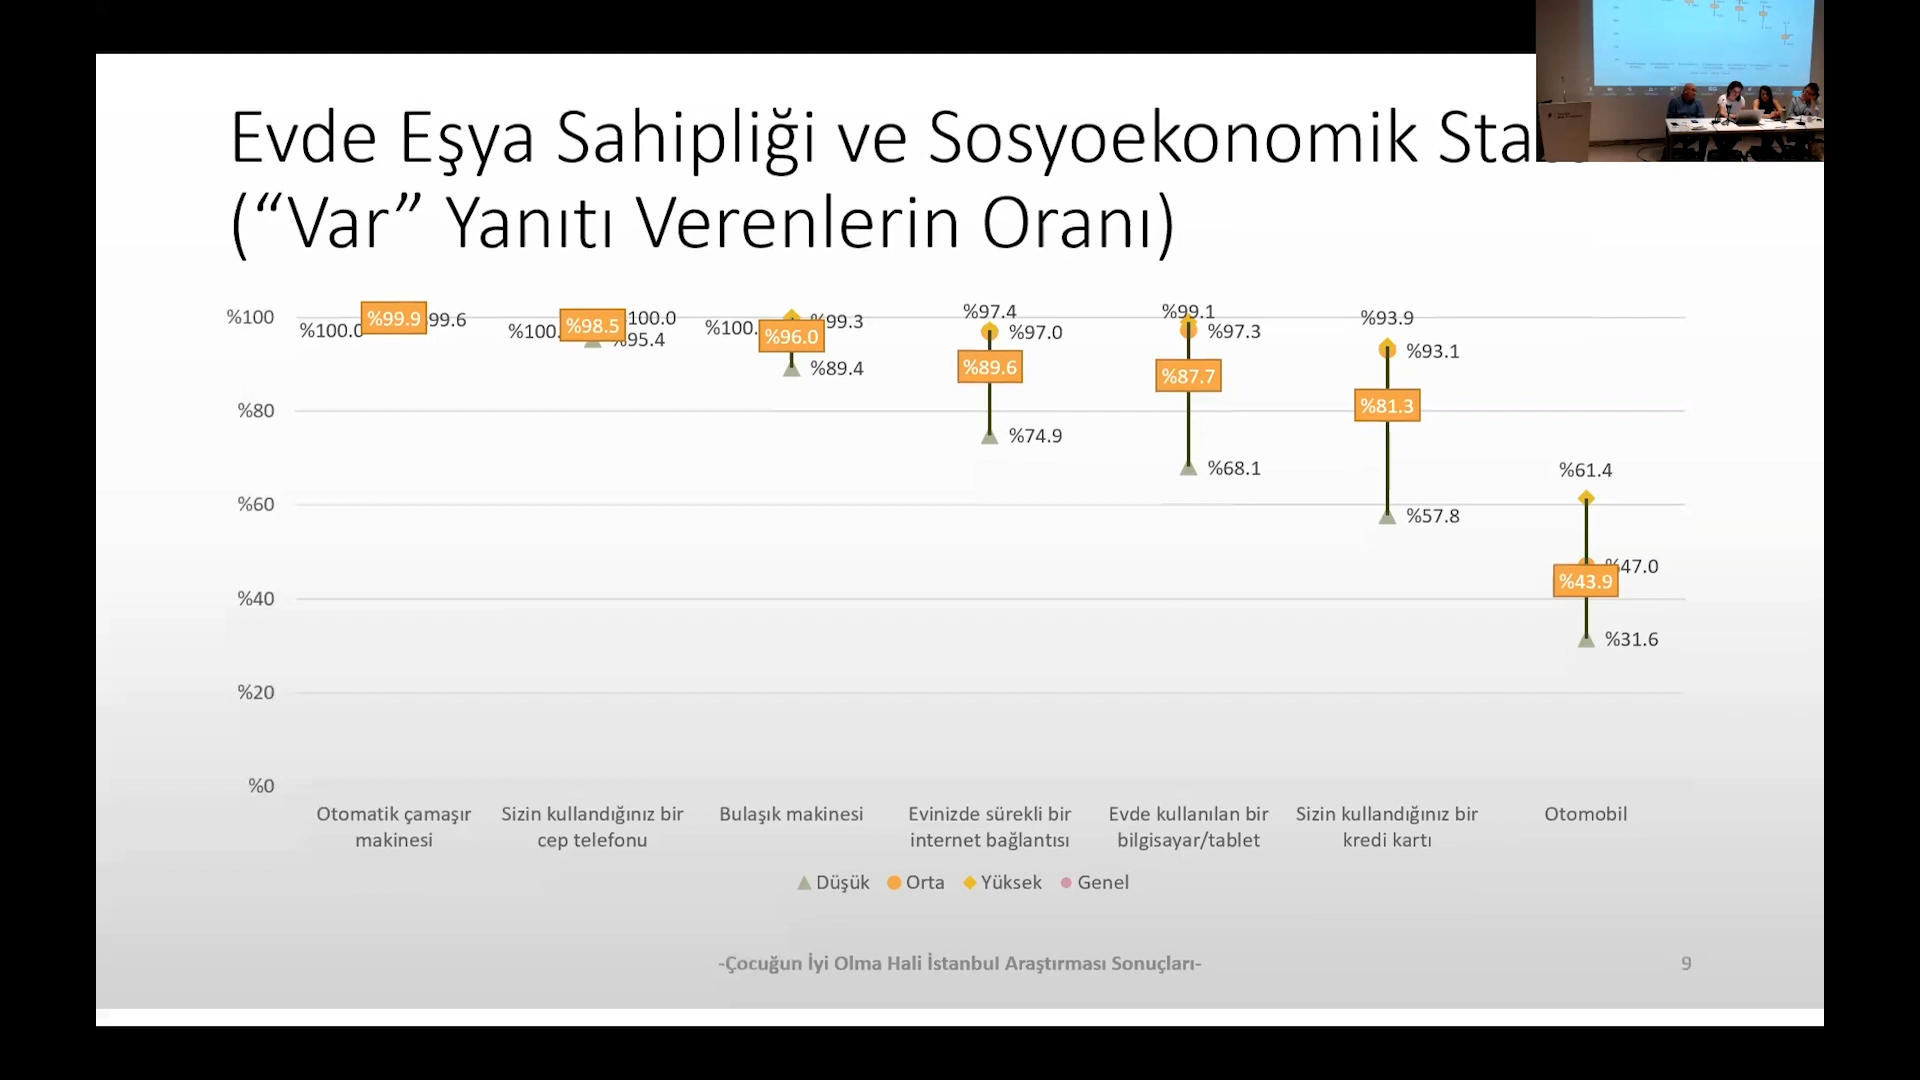 Evde Eşya Sahipliği ve Sosyoekonomik
(“Var” Yanıtı Verenlerin Oranı)
%100
%80
%60
%40
%20
%0
%100.0 %99.9 99.6
%100. %98.5 100.0
%95.4
%100. %99.3
%96.0
%89.4
%97.4
%97.0
%89.6
%74.9
%99.1
%97.3
%87.7
%68.1
%93.9
%93.1
%81.3
%57.8
%61.4
%47.0
%43.9
%31.6
Otomatik çamaşır
makinesi
Sizin kullandığınız bir
cep telefonu
Bulaşık makinesi
Evinizde sürekli bir
internet bağlantısı
Evde kullanılan bir
bilgisayar/tablet
Sizin kullandığınız bir
kredi kartı
Otomobil
Düşük Orta Yüksek Genel
-Çocuğun İyi Olma Hali İstanbul Araştırması Sonuçları-
9